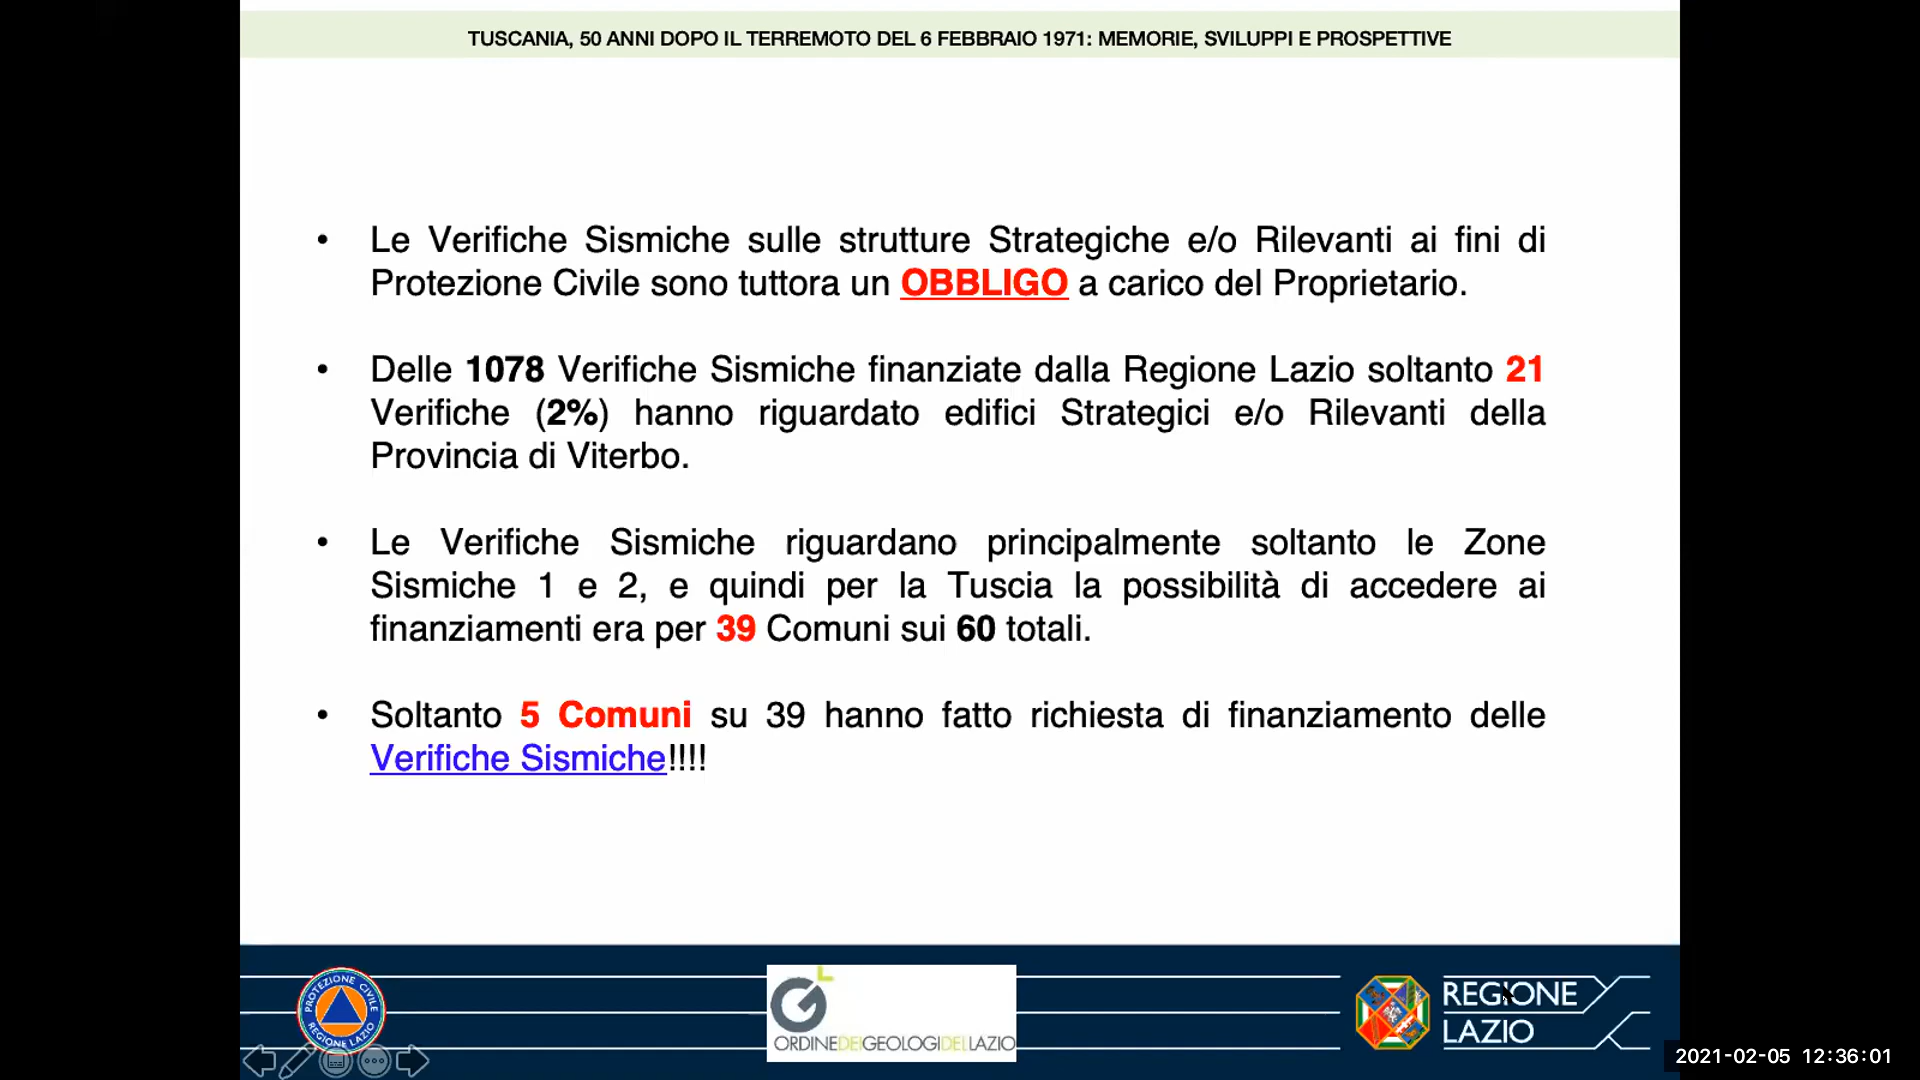 TUSCANIA, 50 ANNI DOPO IL TERREMOTO DEL 6 FEBBRAIO 1971: MEMORIE, SVILUPPI E PROSPETTIVE
• Le Verifiche Sismiche sulle strutture Strategiche e/o Rilevanti ai fini di
Protezione Civile sono tuttora un OBBLIGO a carico del Proprietario.
• Delle 1078 Verifiche Sismiche finanziate dalla Regione Lazio soltanto 21
Verifiche (2%) hanno riguardato edifici Strategici e/o Rilevanti della
Provincia di Viterbo.
• Le Verifiche Sismiche riguardano principalmente soltanto le Zone
Sismiche 1 e 2, e quindi per la Tuscia la possibilità di accedere ai
finanziamenti era per 39 Comuni sui 60 totali.
• Soltanto 5 Comuni su 39 hanno fatto richiesta di finanziamento delle
Verifiche Sismiche!!!!
PROTEZIONE CIVILE
REGIONE LAZIO
ORDINEDEIGEOLOGIDELLAZIO
REGIONE
LAZIO
2021-02-05 12:36:01